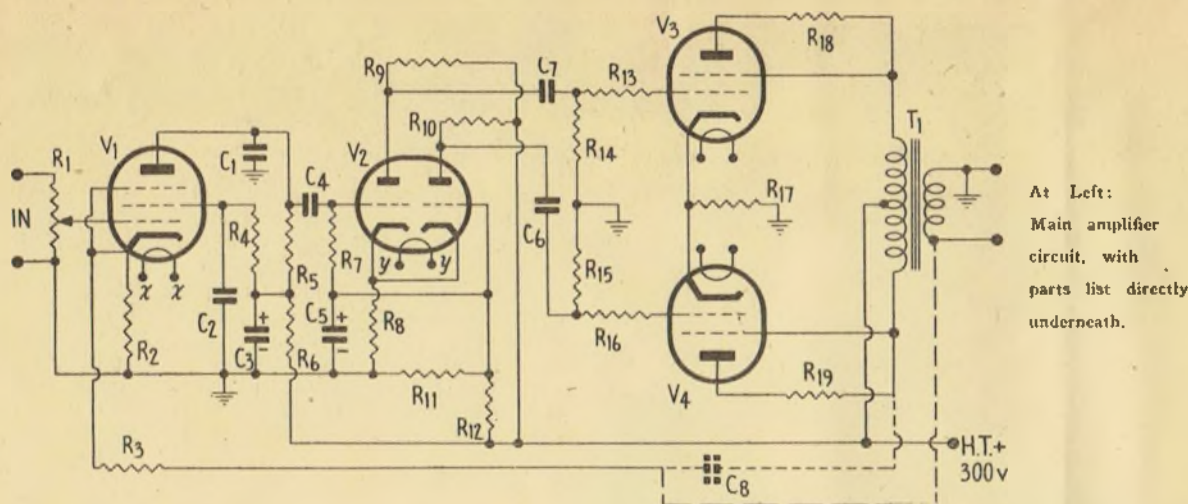 V3
R18
R9
C7
R13
R10
V1
V2
R14
T1
R1
C1
C4
R17
IN
R4
C6
R5
R7
y y
R15
x x
C2
C5
R8
R16
R2
C3
R6
R11
V4
R19
R12
R3
C8
H.T.+
300v
+
-
+
-
At Left:
Main amplifier
circuit, with
parts list directly
underneath.